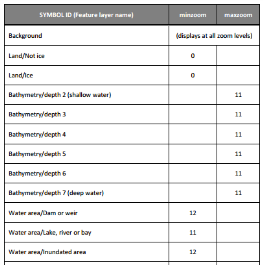 SYMBOL ID (Feature layer name) minzoom maxzoom
Background (displays at all zoom levels)
Land/Not ice 0
Land/Ice 0
Bathymetry/depth 2 (shallow water) 11
Bathymetry/depth 3 11
Bathymetry/depth 4 11
Bathymetry/depth 5 11
Bathymetry/depth 6 11
Bathymetry/depth 7 (deep water) 11
Water area/Dam or weir 12
Water area/Lake, river or bay 11
Water area/Inundated area 12